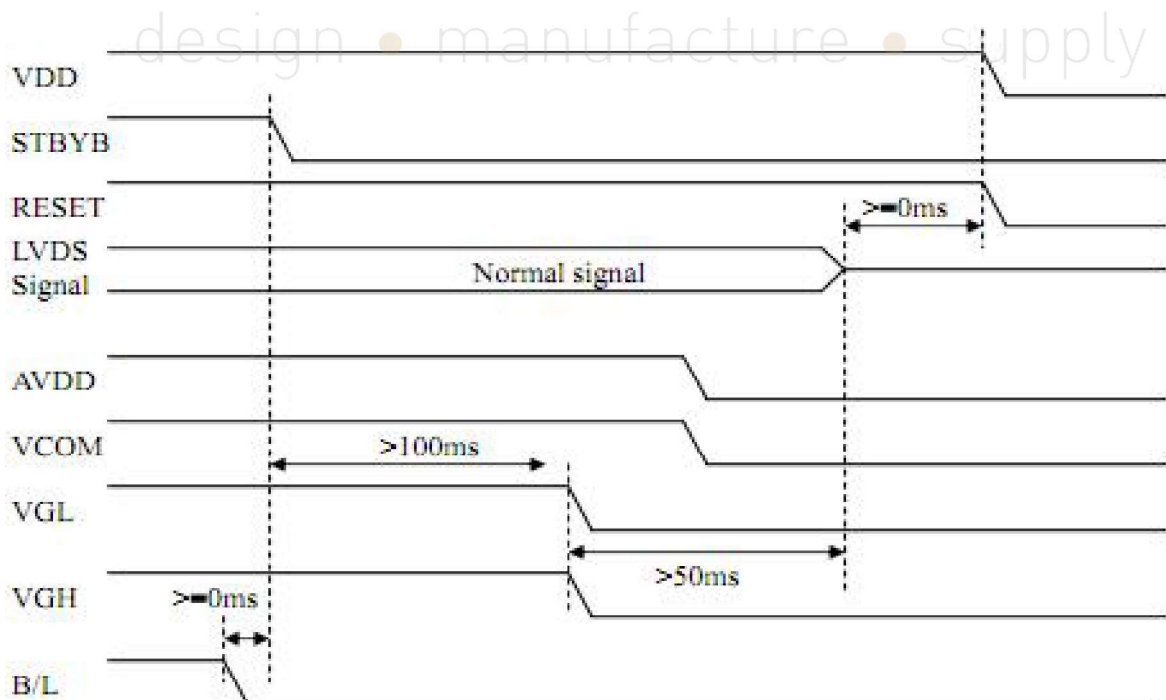 design • manufacture • supply
VDD
STBYB
RESET
>=0ms
LVDS
Signal
Normal signal
AVDD
VCOM
>100ms
VGL
>50ms
VGH
>=0ms
B/L